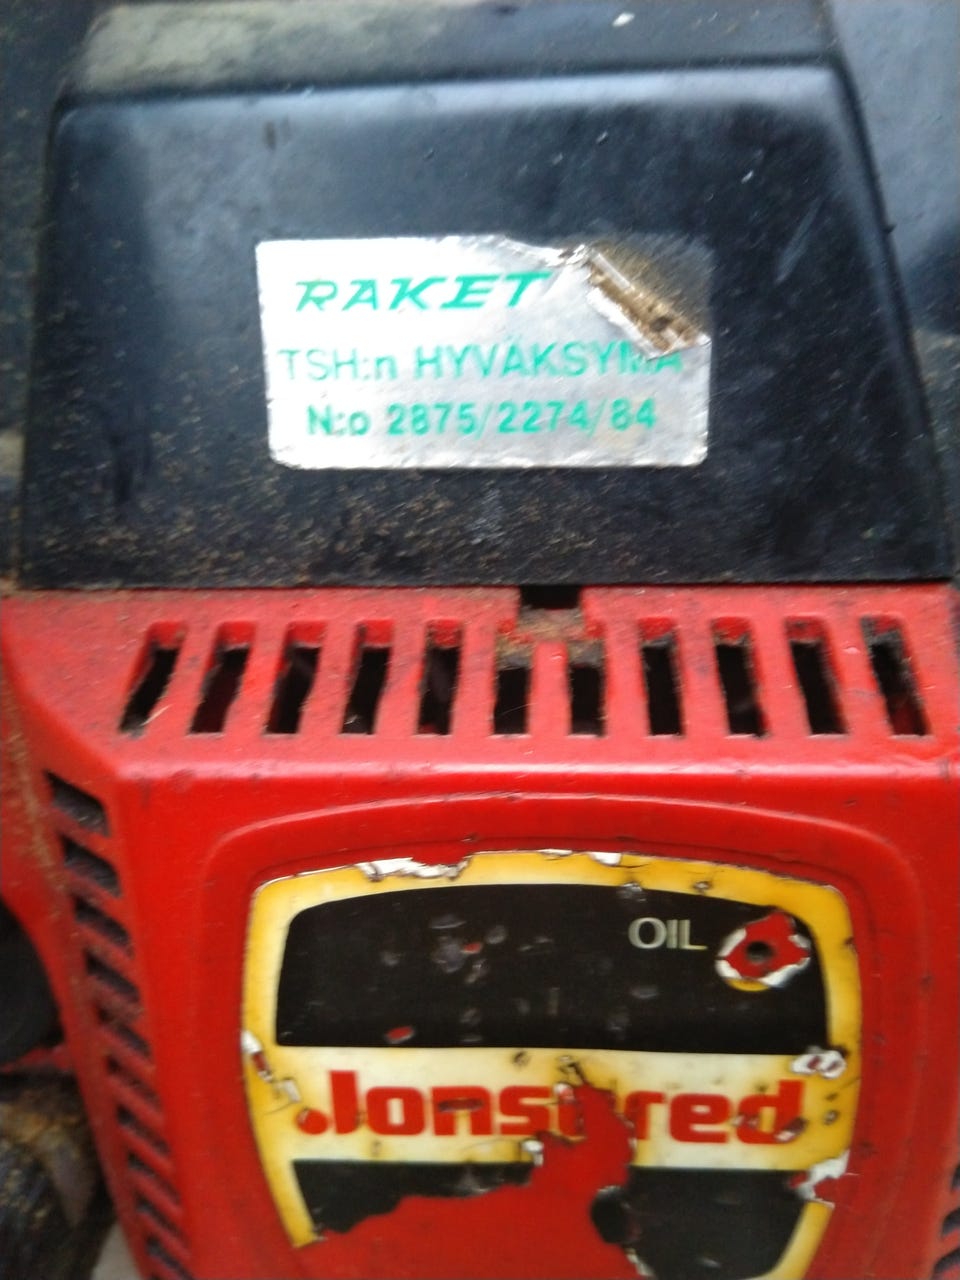 RAKET
TSH:n HYVÄKSYMÄ
N:o 2875/2274/84
OIL
Jonsered